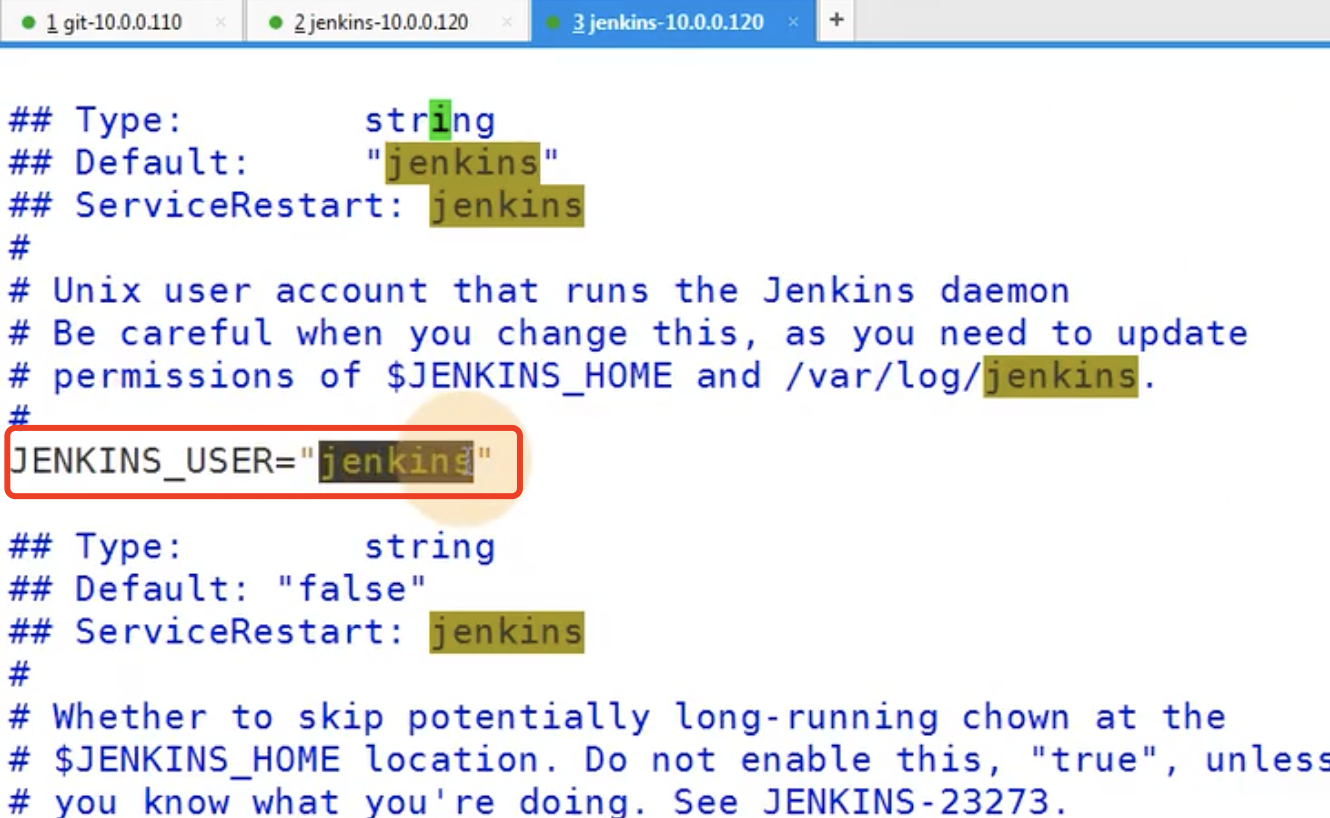 1 git-10.0.0.110 × 2 jenkins-10.0.0.120 × 3 jenkins-10.0.0.120 × +
## Type:        string
## Default:     "jenkins"
## ServiceRestart: jenkins
#
# Unix user account that runs the Jenkins daemon
# Be careful when you change this, as you need to update
# permissions of $JENKINS_HOME and /var/log/jenkins.
#
JENKINS_USER="jenkins"
## Type:        string
## Default: "false"
## ServiceRestart: jenkins
#
# Whether to skip potentially long-running chown at the
# $JENKINS_HOME location. Do not enable this, "true", unless
# you know what you're doing. See JENKINS-23273.